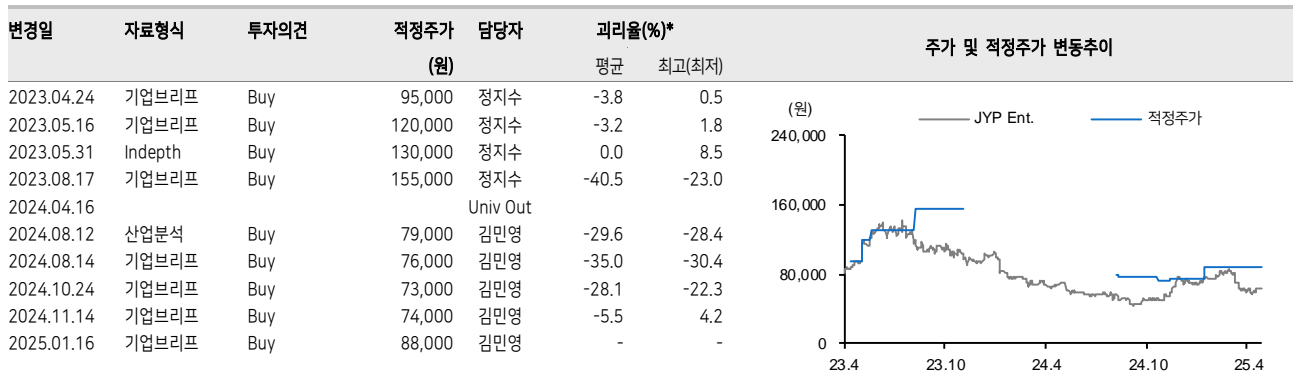 변경일 자료형식 투자의견 적정주가 담당자 괴리율(%)* 주가 및 적정주가 변동추이
(원) 평균 최고(최저)
2023.04.24 기업브리프 Buy 95,000 정지수 -3.8 0.5
2023.05.16 기업브리프 Buy 120,000 정지수 -3.2 1.8
2023.05.31 Indepth Buy 130,000 정지수 0.0 8.5
2023.08.17 기업브리프 Buy 155,000 정지수 -40.5 -23.0
2024.04.16 Univ Out
2024.08.12 산업분석 Buy 79,000 김민영 -29.6 -28.4
2024.08.14 기업브리프 Buy 76,000 김민영 -35.0 -30.4
2024.10.24 기업브리프 Buy 73,000 김민영 -28.1 -22.3
2024.11.14 기업브리프 Buy 74,000 김민영 -5.5 4.2
2025.01.16 기업브리프 Buy 88,000 김민영 - -
(원) JYP Ent. 적정주가
240,000
160,000
80,000
0
23.4 23.10 24.4 24.10 25.4